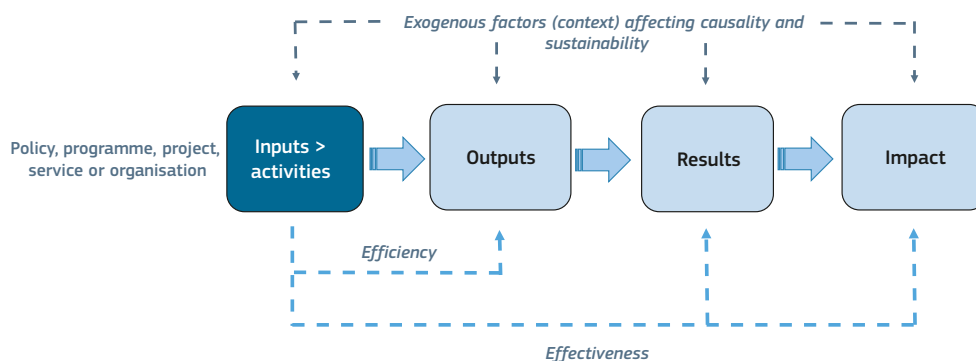 Exogenous factors (context) affecting causality and
sustainability
Policy, programme, project,
service or organisation
Inputs >
activities
Outputs
Results
Impact
Efficiency
Effectiveness